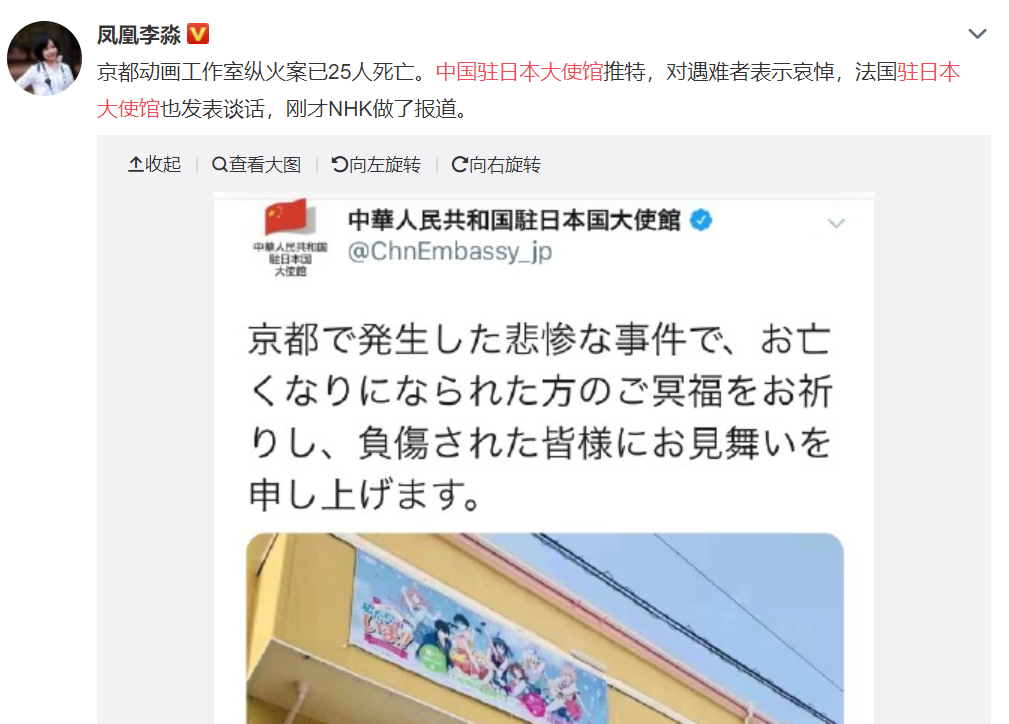 凤凰李淼
京都动画工作室纵火案已25人死亡。中国驻日本大使馆推特，对遇难者表示哀悼，法国驻日本
大使馆也发表谈话，刚才NHK做了报道。
收起
查看大图
向左旋转
向右旋转
中華人民共和国
駐日本国
大使館
中華人民共和国駐日本国大使館
@ChnEmbassy_jp
京都で発生した悲惨な事件で、お亡
くなりになられた方のご冥福をお祈
りし、負傷された皆様にお見舞いを
申し上げます。
私たちは、
いま!!